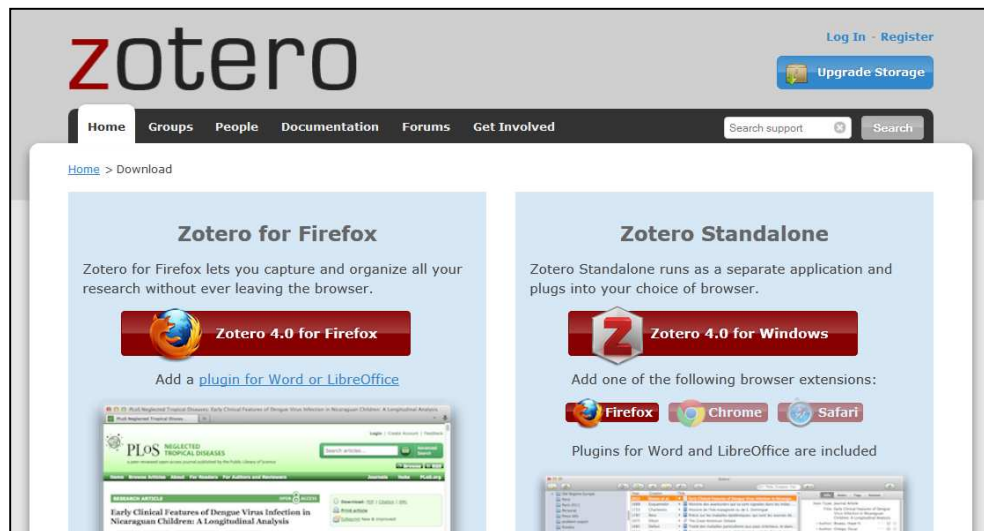 zotero
Log In - Register
Upgrade Storage
Home Groups People Documentation Forums Get Involved
Search support Search
Home > Download
Zotero for Firefox
Zotero for Firefox lets you capture and organize all your
research without ever leaving the browser.
Zotero 4.0 for Firefox
Add a plugin for Word or LibreOffice
PLoS NEGLECTED
TROPICAL DISEASES
RESEARCH ARTICLE
OPEN ACCESS
Early Clinical Features of Dengue Virus Infection in
Nicaraguan Children: A Longitudinal Analysis
Zotero Standalone
Zotero Standalone runs as a separate application and
plugs into your choice of browser.
Zotero 4.0 for Windows
Add one of the following browser extensions:
Firefox Chrome Safari
Plugins for Word and LibreOffice are included